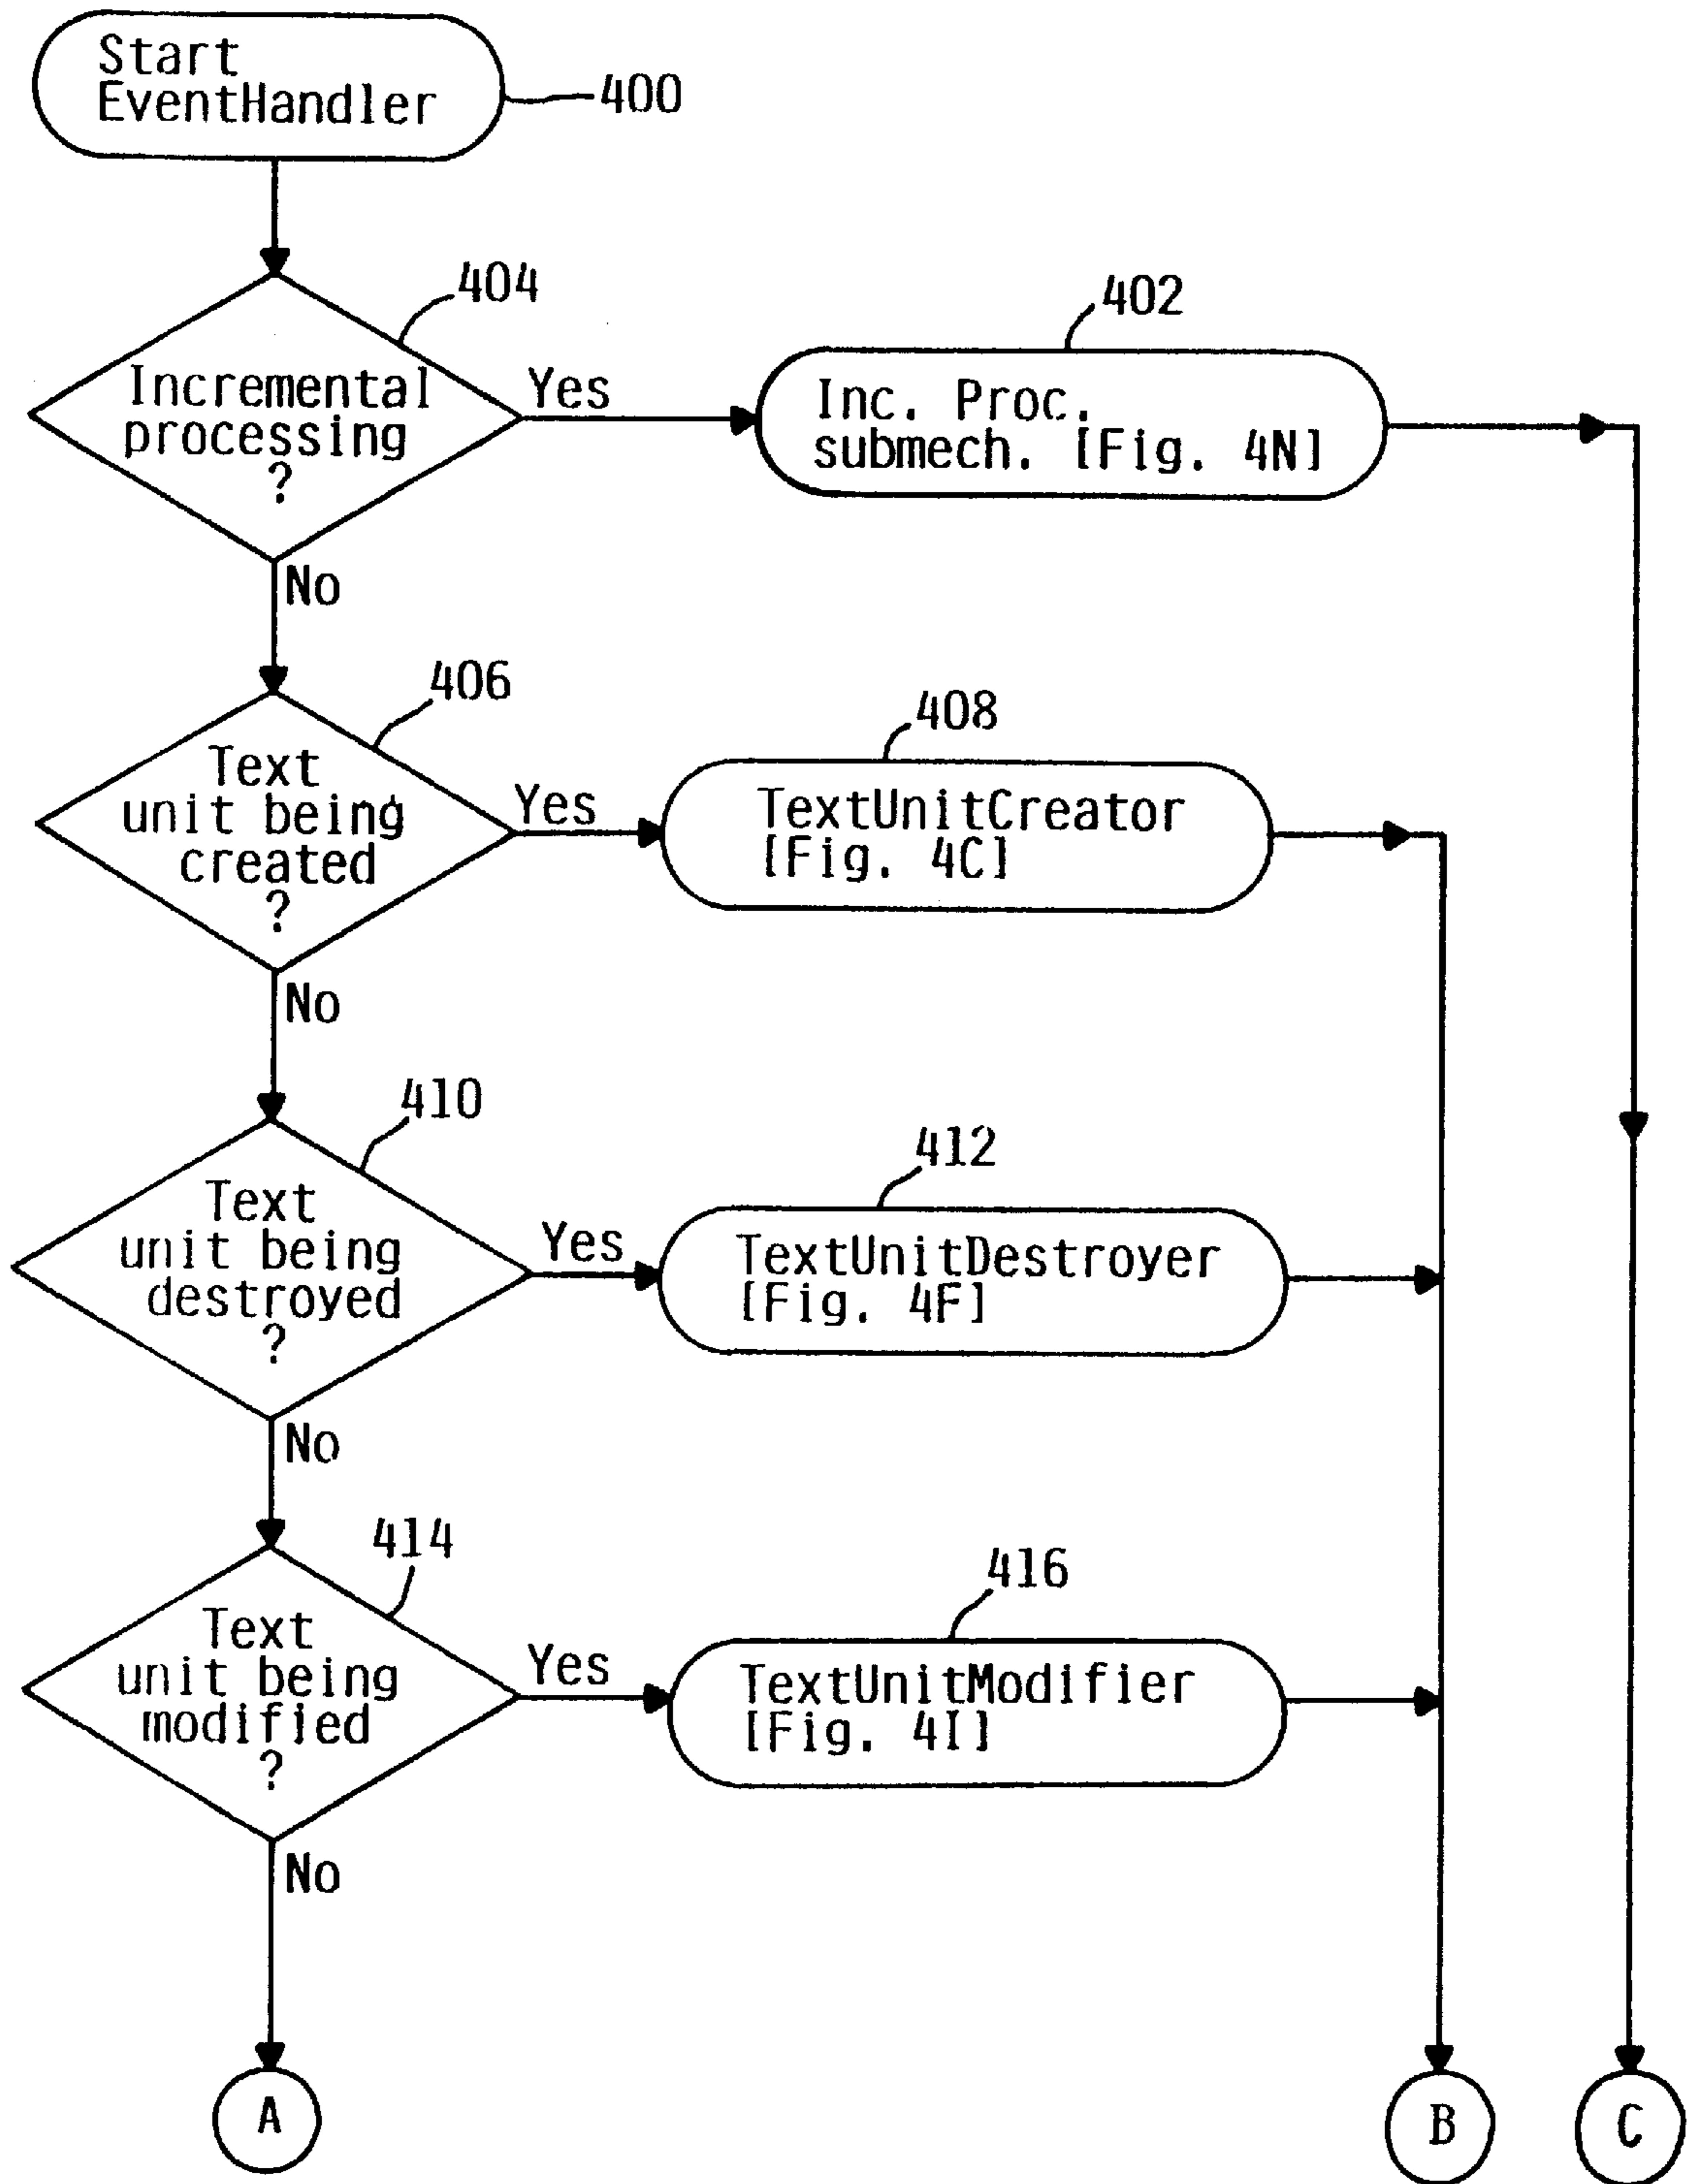 Start
EventHandler
400
404
Incremental
processing
?
Yes
402
Inc. Proc.
submech. [Fig. 4N]
No
406
Text
unit being
created
?
Yes
408
TextUnitCreator
[Fig. 4C]
No
410
Text
unit being
destroyed
?
Yes
412
TextUnitDestroyer
[Fig. 4F]
No
414
Text
unit being
modified
?
Yes
416
TextUnitModifier
[Fig. 4I]
No
A
B
C